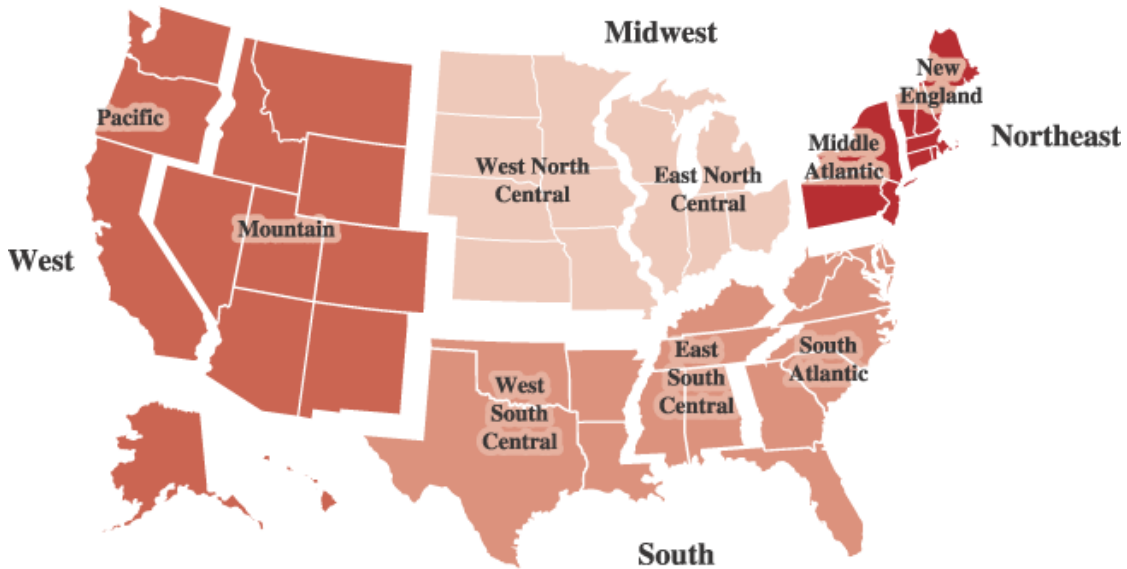 Midwest
New
England
Pacific
Northeast
Middle
Atlantic
West North
Central
East North
Central
Mountain
West
East
South
Central
South
Atlantic
West
South
Central
South